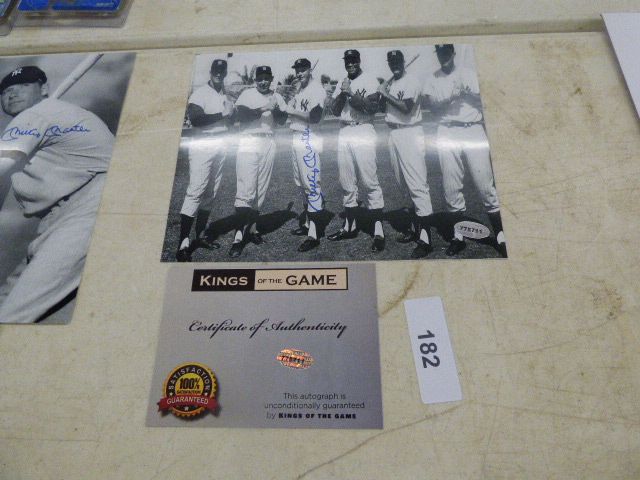 Mickey Mantle
Mickey Mantle
KINGS OF THE GAME
Certificate of Authenticity
SATISFACTION
100%
GUARANTEED
This autograph is
unconditionally guaranteed
by KINGS OF THE GAME
182